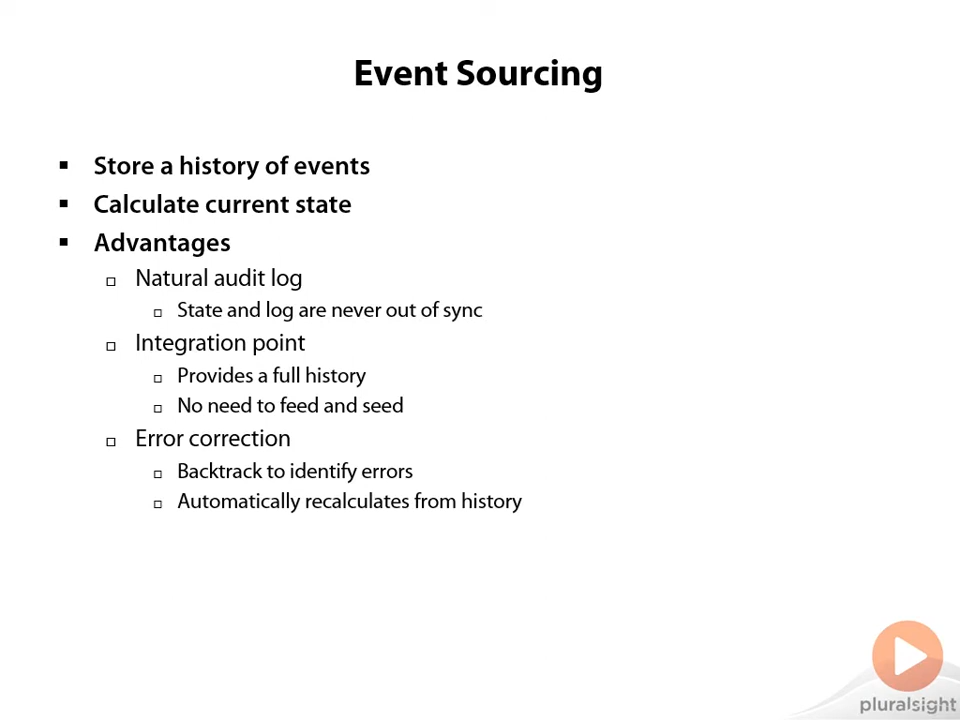 Event Sourcing
Store a history of events
Calculate current state
Advantages
Natural audit log
State and log are never out of sync
Integration point
Provides a full history
No need to feed and seed
Error correction
Backtrack to identify errors
Automatically recalculates from history
pluralsight